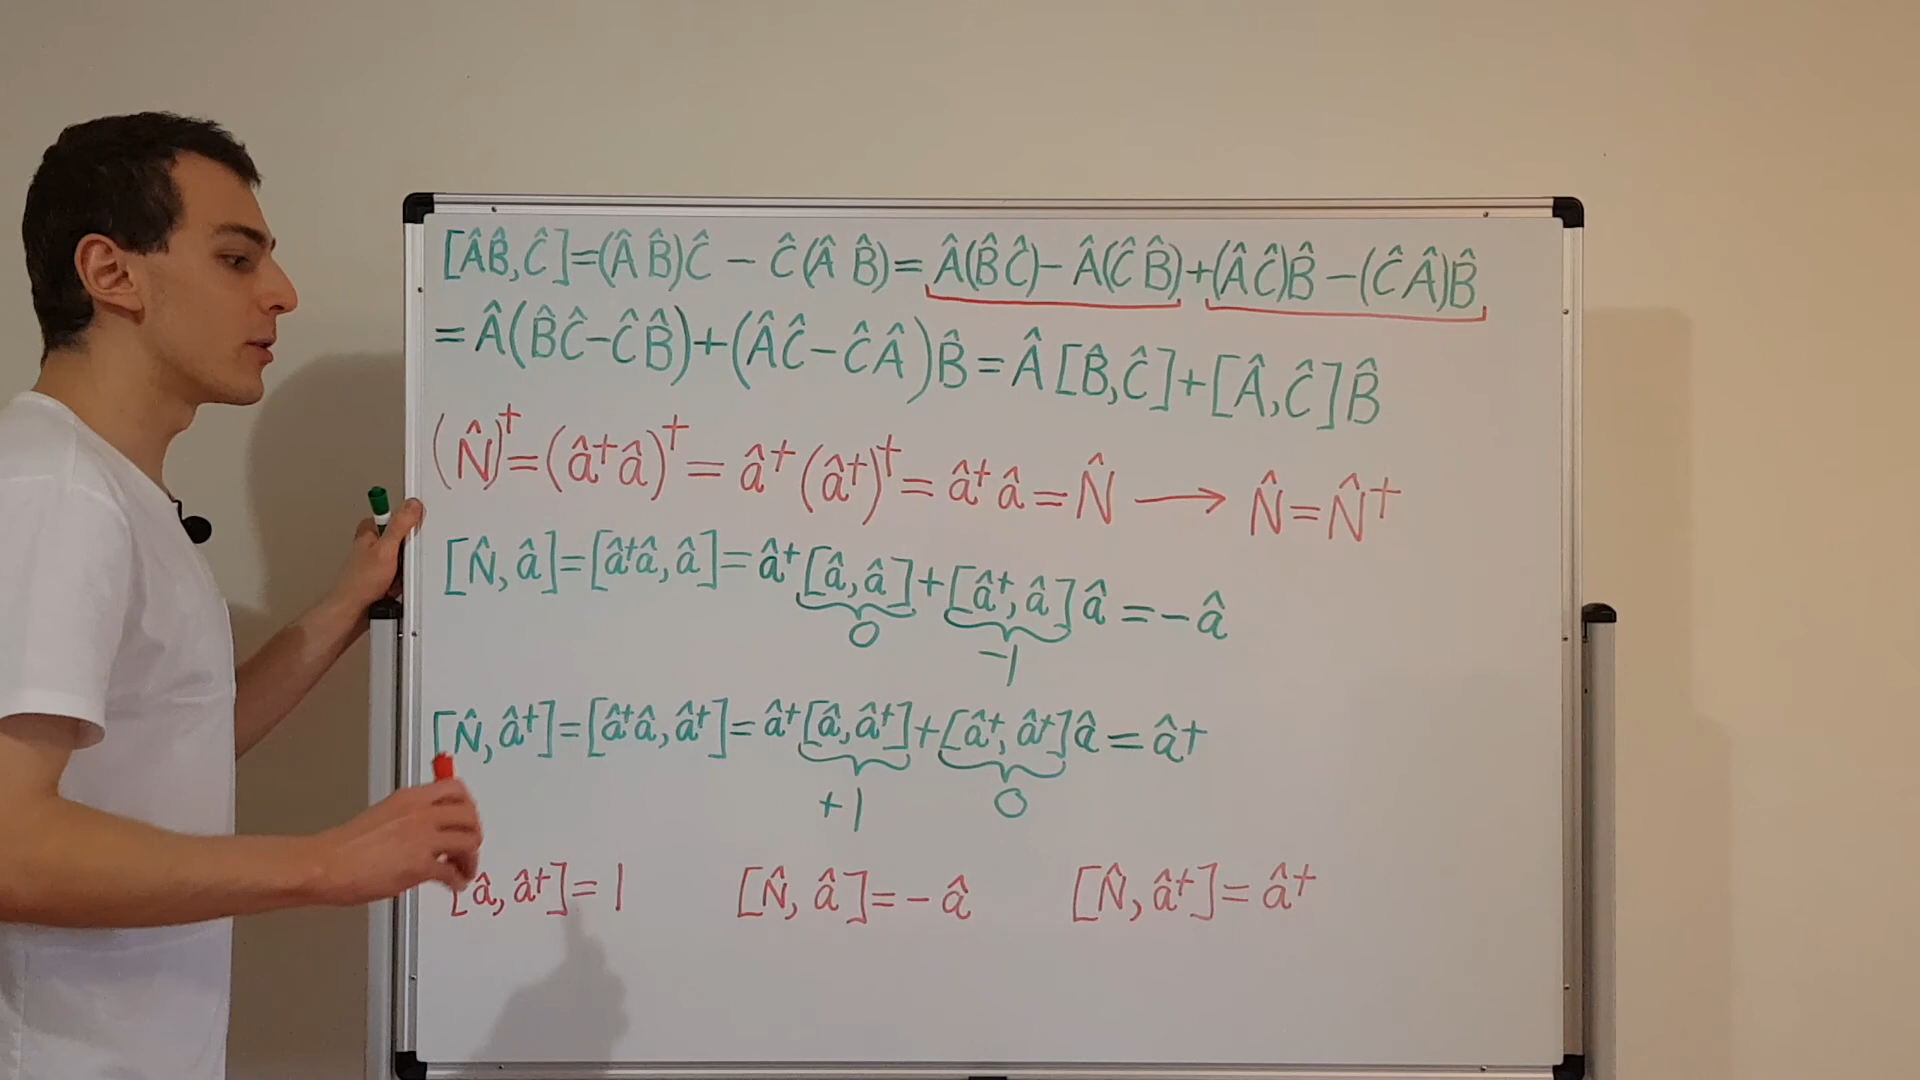 [ÂB̂,Ĉ]=(Â B̂)Ĉ − Ĉ(Â B̂)= Â(B̂Ĉ)− Â(ĈB̂)+(ÂĈ)B̂ −(ĈÂ)B̂
=Â(B̂Ĉ−ĈB̂)+(ÂĈ−ĈÂ)B̂=Â[B̂,Ĉ]+[Â,Ĉ]B̂
(N̂)†=(â†â)†= â†(â†)†= â†â=N̂ ⟶ N̂=N̂†
[N̂,â]=[â†â,â]=â†[â,â]+[â†,â]â=−â
0
−1
[N̂,â†]=[â†â,â†]=â†[â,â†]+[â†,â†]â=â†
+1 0
[â,â†]=1 [N̂,â]=−â [N̂,â†]=â†